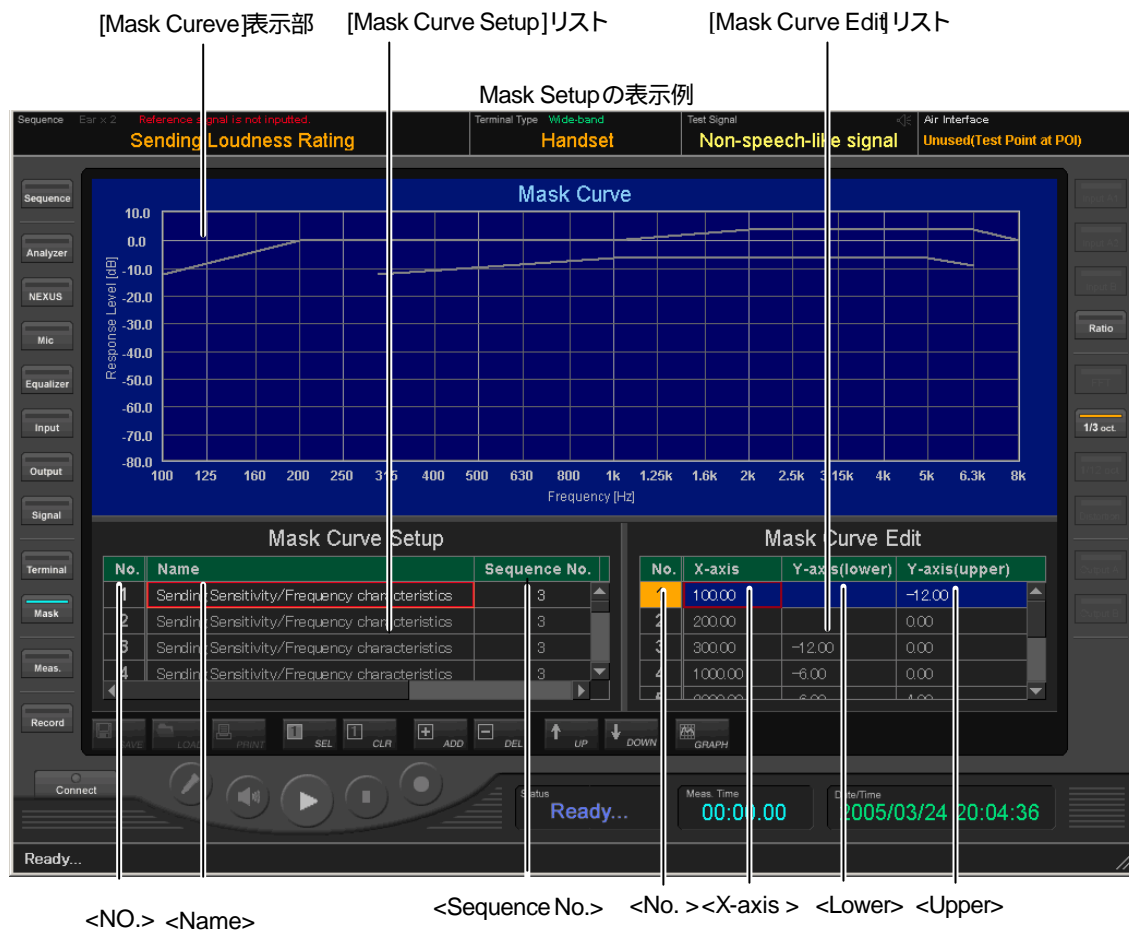 [Mask Cureve]表示部
[Mask Curve Setup]リスト
[Mask Curve Edit]リスト
Mask Setupの表示例
Sequence Ear × 2 Reference signal is not inputted.
Sending Loudness Rating
Terminal Type Wide-band
Handset
Test Signal
Non-speech-like signal
Air Interface
Unused(Test Point at POI)
Sequence
Analyzer
NEXUS
Mic
Equalizer
Input
Output
Signal
Terminal
Mask
Meas.
Record
Mask Curve
Response Level [dB]
10.0
0.0
-10.0
-20.0
-30.0
-40.0
-50.0
-60.0
-70.0
-80.0
100 125 160 200 250 315 400 500 630 800 1k 1.25k 1.6k 2k 2.5k 3.15k 4k 5k 6.3k 8k
Frequency [Hz]
Ratio
FFT
1/3 oct.
Mask Curve Setup
No. Name Sequence No.
1 Sending Sensitivity/Frequency characteristics 3
2 Sending Sensitivity/Frequency characteristics 3
3 Sending Sensitivity/Frequency characteristics 3
4 Sending Sensitivity/Frequency characteristics 3
Mask Curve Edit
No. X-axis Y-axis(lower) Y-axis(upper)
1 100.00 -12.00
2 200.00 0.00
3 300.00 -12.00 0.00
4 1000.00 -6.00 0.00
5 2000.00 -6.00 4.00
SAVE LOAD PRINT SEL CLR ADD DEL UP DOWN GRAPH
Connect
Status
Ready...
Meas. Time
00:00.00
Date/Time
2005/03/24 20:04:36
Ready...
<NO.> <Name> <Sequence No.> <No. > <X-axis > <Lower> <Upper>